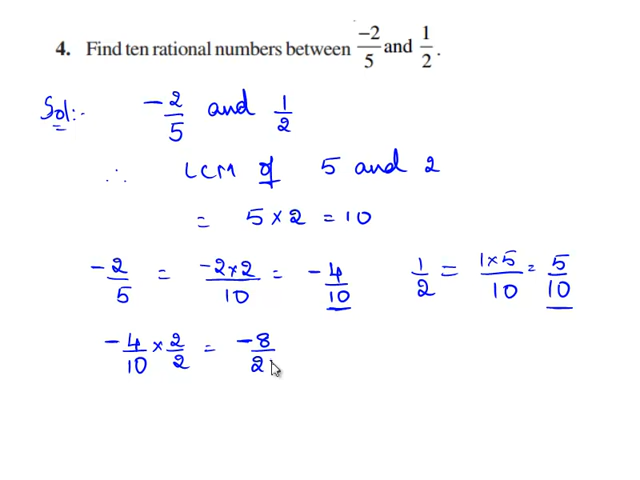 4. Find ten rational numbers between -2/5 and 1/2.
Sol:- -2/5 and 1/2
∴ LCM of 5 and 2
= 5 × 2 = 10
-2/5 = -2×2/10 = -4/10 1/2 = 1×5/10 = 5/10
-4/10 × 2/2 = -8/2